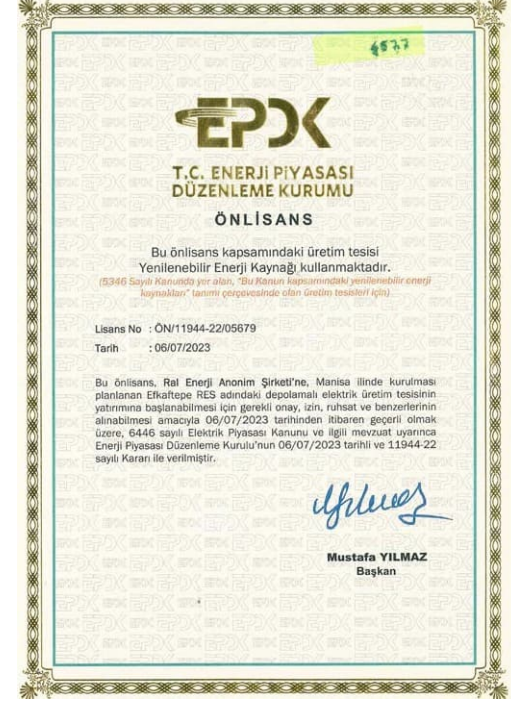 4577
EPDK
T.C. ENERJİ PİYASASI
DÜZENLEME KURUMU
ÖNLİSANS
Bu önlisans kapsamındaki üretim tesisi
Yenilenebilir Enerji Kaynağı kullanmaktadır.
(5346 Sayılı Kanunda yer alan, "Bu Kanun kapsamındaki yenilenebilir enerji
kaynakları" tanımı çerçevesinde olan üretim tesisleri için)
Lisans No : ÖN/11944-22/05679
Tarih : 06/07/2023
Bu önlisans, Ral Enerji Anonim Şirketi'ne, Manisa ilinde kurulması
planlanan Efkaftepe RES adındaki depolamalı elektrik üretim tesisinin
yatırımına başlanabilmesi için gerekli onay, izin, ruhsat ve benzerlerinin
alınabilmesi amacıyla 06/07/2023 tarihinden itibaren geçerli olmak
üzere, 6446 sayılı Elektrik Piyasası Kanunu ve ilgili mevzuat uyarınca
Enerji Piyasası Düzenleme Kurulu'nun 06/07/2023 tarihli ve 11944-22
sayılı Kararı ile verilmiştir.
Mustafa YILMAZ
Başkan